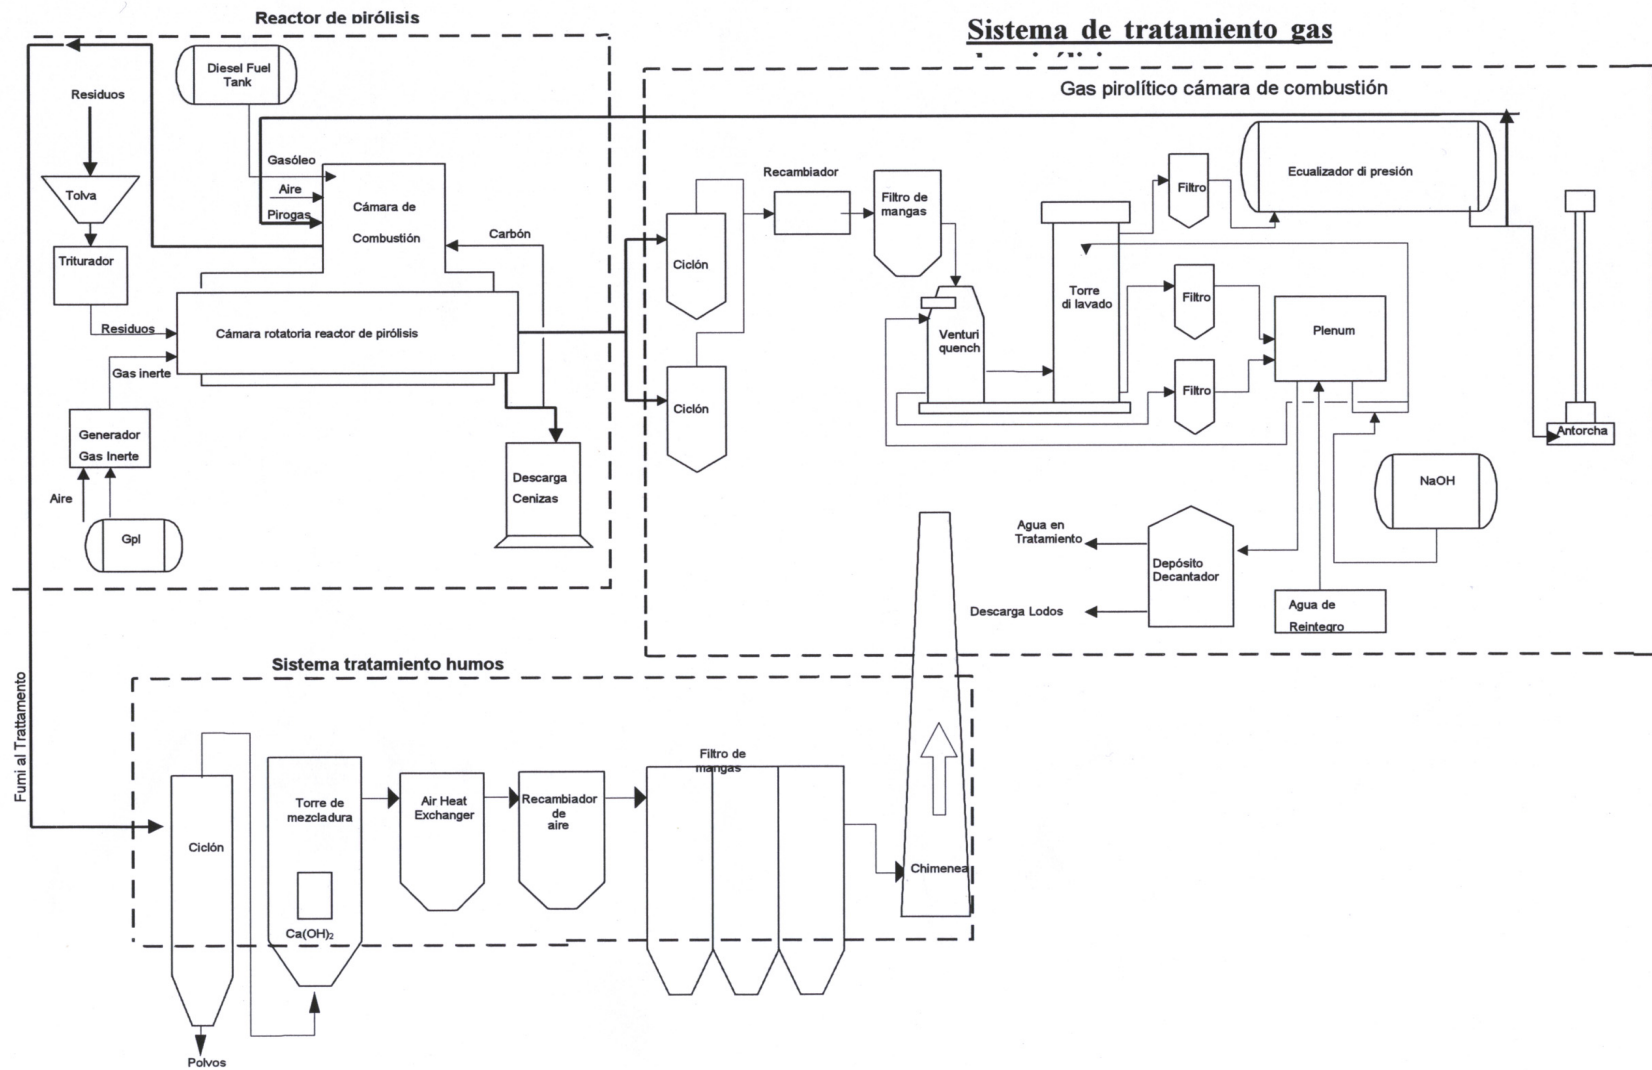 Reactor de pirólisis
Sistema de tratamiento gas
Gas pirolítico cámara de combustión
Diesel Fuel
Tank
Residuos
Tolva
Triturador
Residuos
Gas inerte
Generador
Gas Inerte
Aire
Gpl
Gasóleo
Aire
Pirogas
Cámara de
Combustión
Carbón
Cámara rotatoria reactor de pirólisis
Descarga
Cenizas
Ciclón
Ciclón
Recambiador
Filtro de
mangas
Venturi
quench
Torre
di lavado
Filtro
Filtro
Filtro
Ecualizador di presión
Plenum
Antorcha
NaOH
Agua en
Tratamiento
Depósito
Decantador
Descarga Lodos
Agua de
Reintegro
Fumi al Trattamento
Sistema tratamiento humos
Ciclón
Polvos
Torre de
mezcladura
Ca(OH)₂
Air Heat
Exchanger
Recambiador
de
aire
Filtro de
mangas
Chimenea